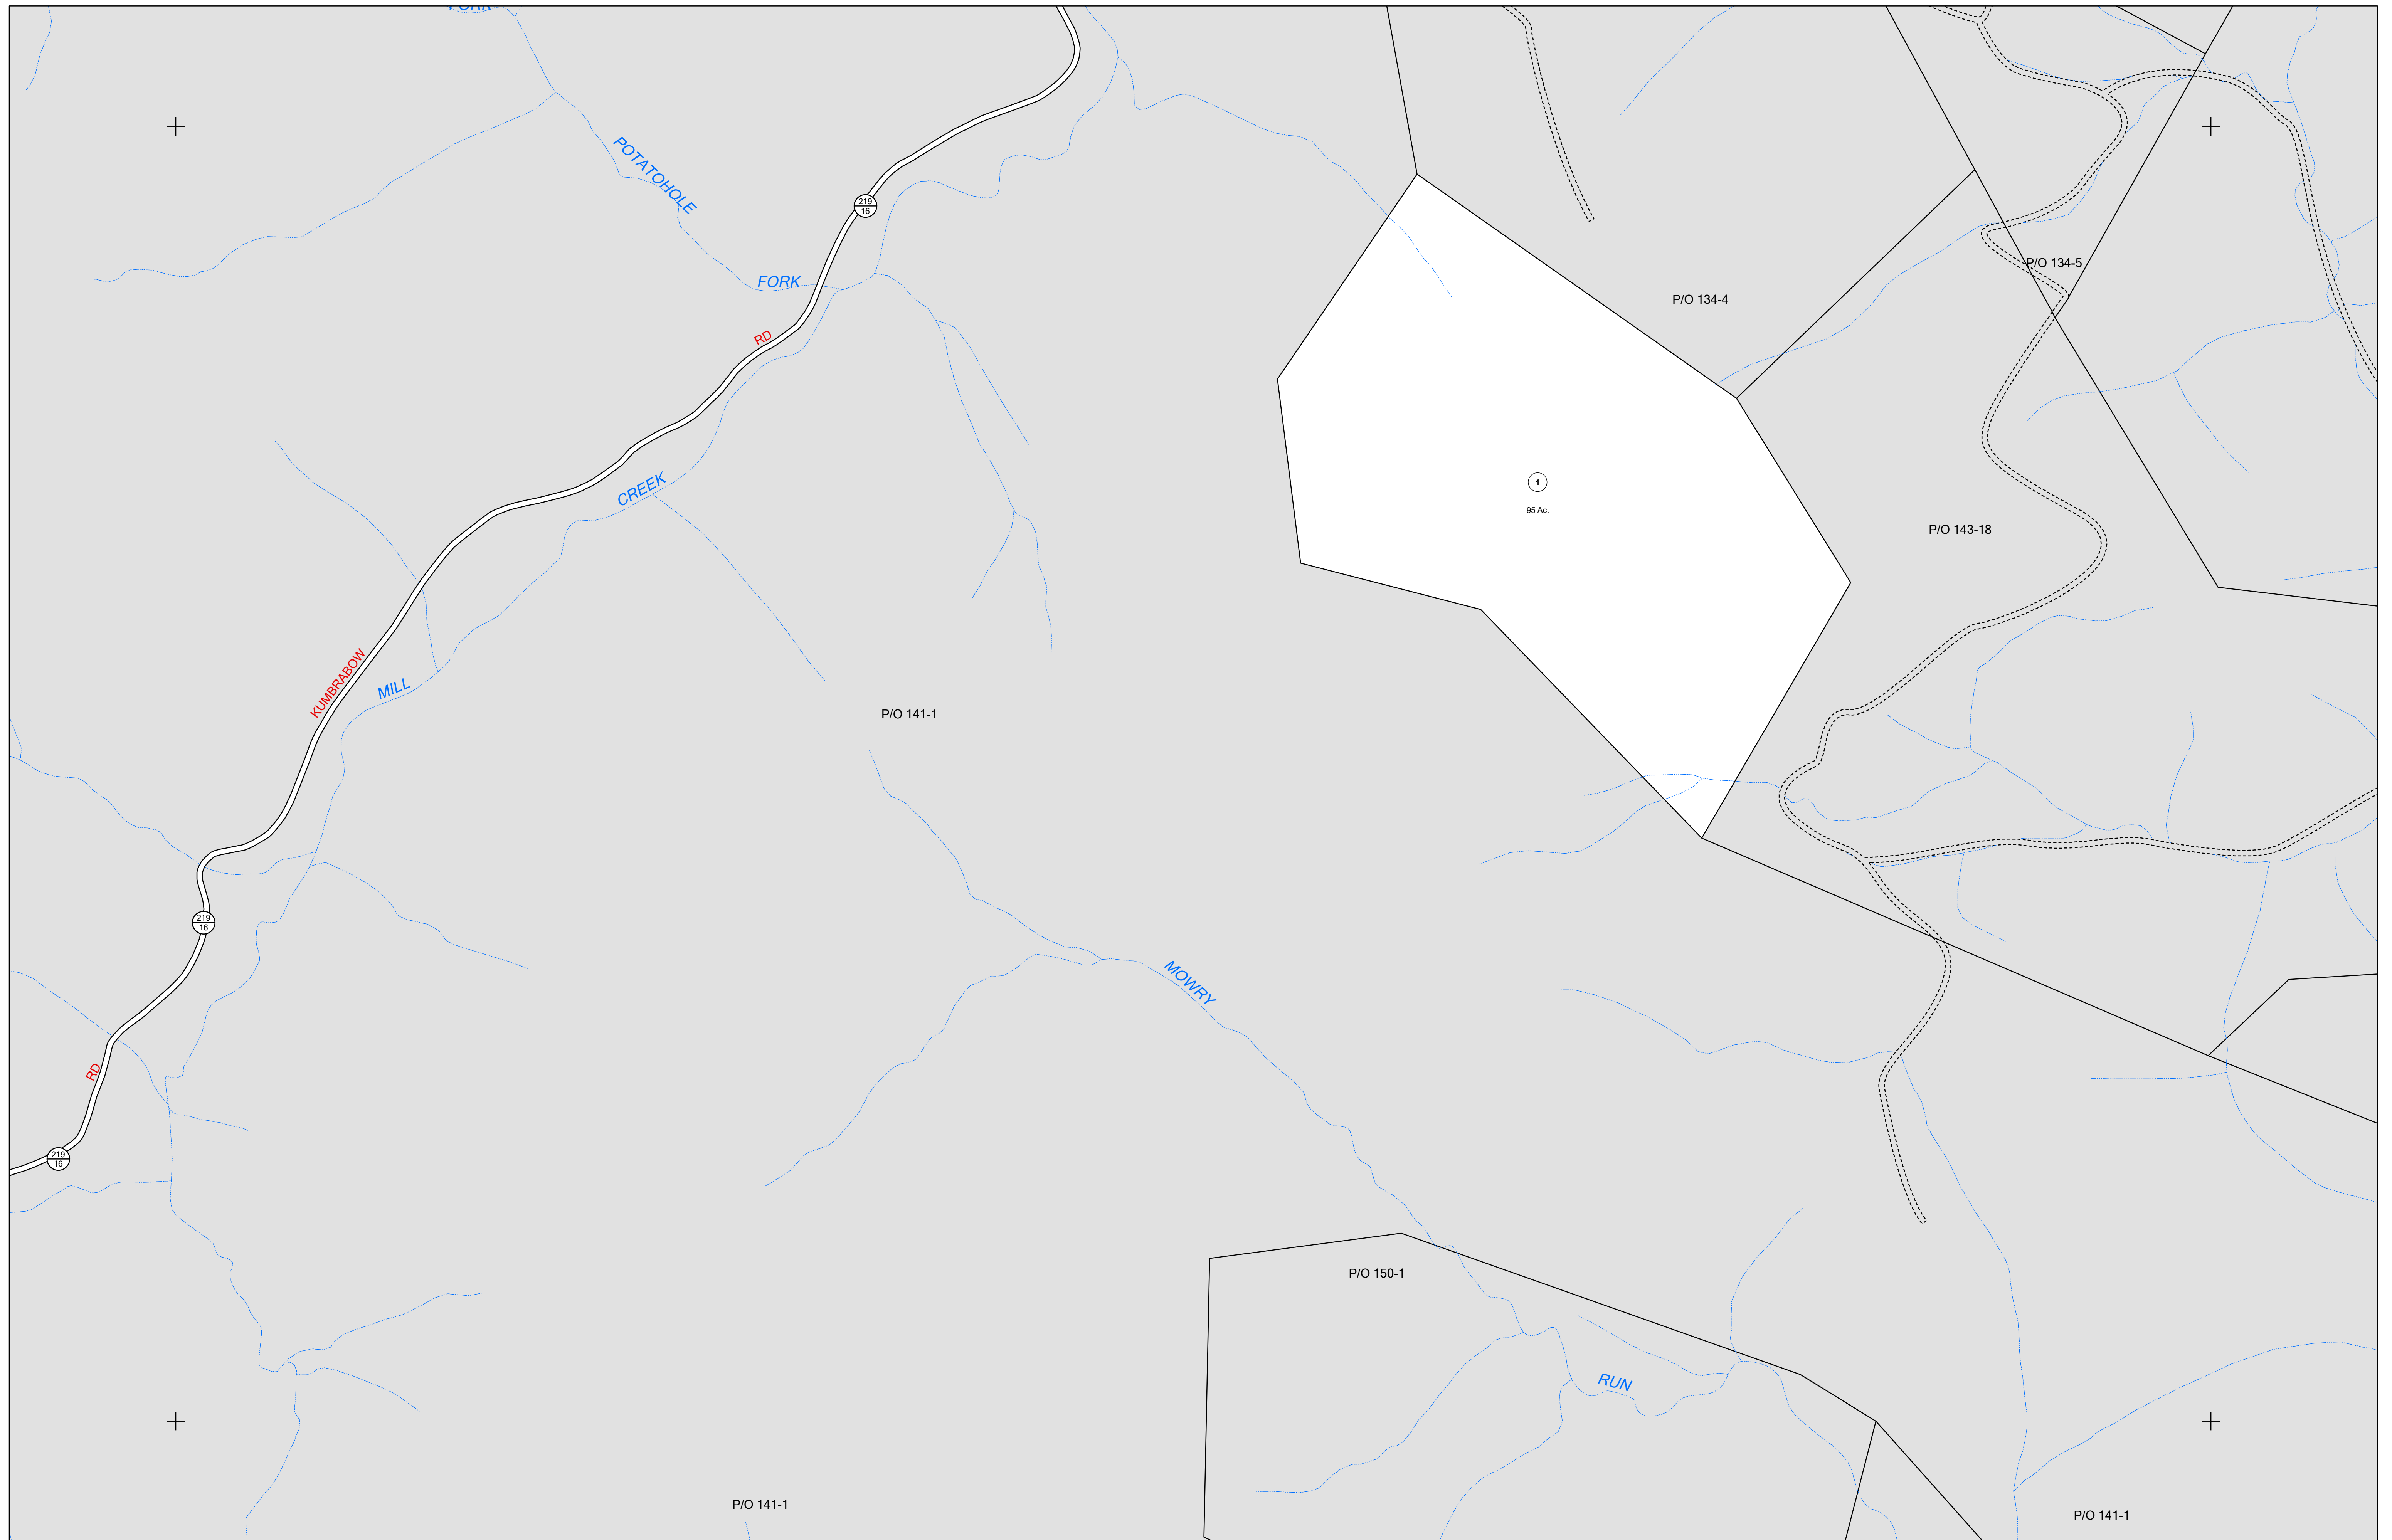 FORK
POTATOHOLE
219
16
P/O 134-5
FORK
P/O 134-4
RD
1
CREEK
95 Ac.
P/O 143-18
KUMBRABOW
MILL
P/O 141-1
219
16
MOWRY
RD
219
16
P/O 150-1
RUN
P/O 141-1
P/O 141-1